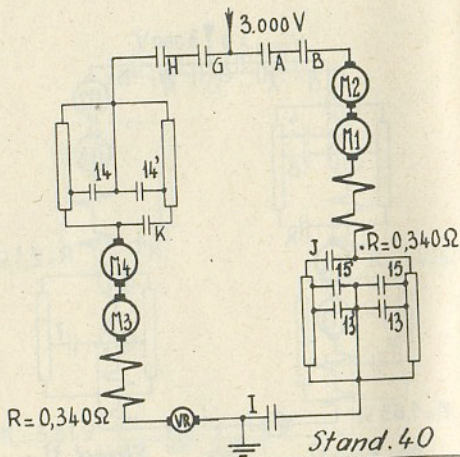 3.000 V
H
G
A
B
M2
M1
14
14'
K
J
.R=0,340Ω
15'
15
13
13
M4
M3
R=0,340Ω
VR
I
Stand. 40